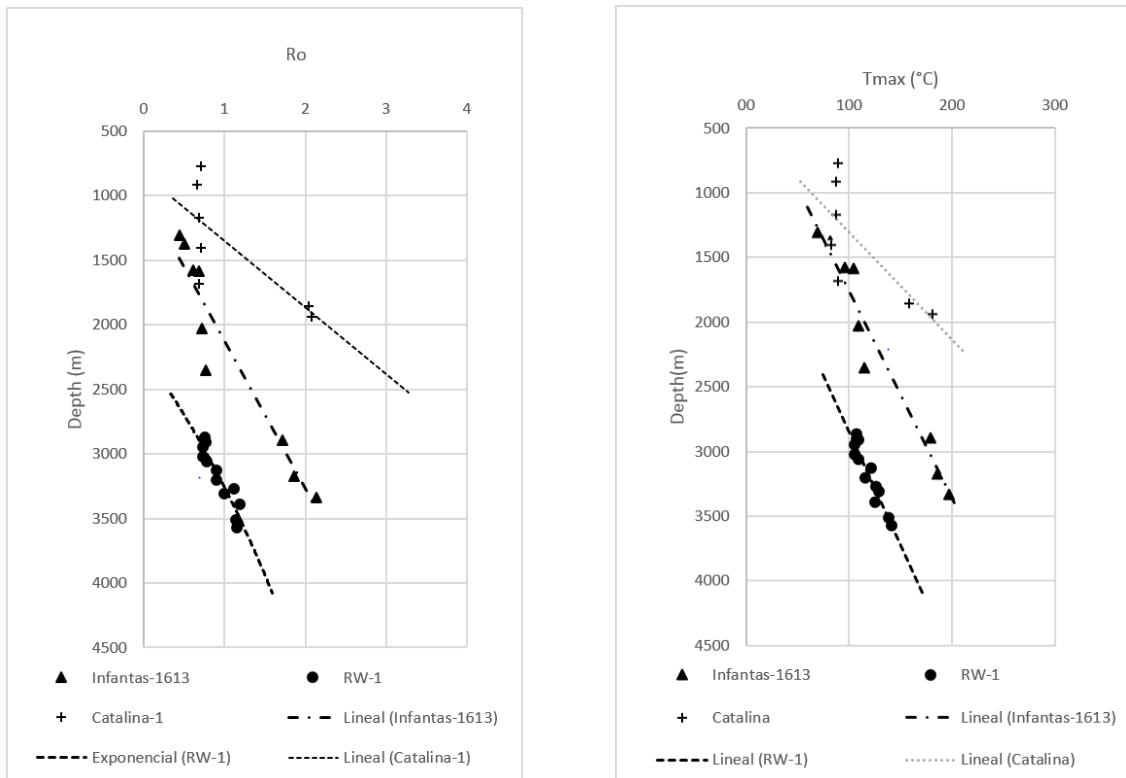 Ro
0 1 2 3 4
500
1000
1500
2000
2500
3000
3500
4000
4500
Depth (m)
Infantas-1613 RW-1
Catalina-1 Lineal (Infantas-1613)
Exponencial (RW-1) Lineal (Catalina-1)
Tmax (°C)
00 100 200 300
500
1000
1500
2000
2500
3000
3500
4000
4500
Depth(m)
Infantas-1613 RW-1
Catalina Lineal (Infantas-1613)
Lineal (RW-1) Lineal (Catalina)